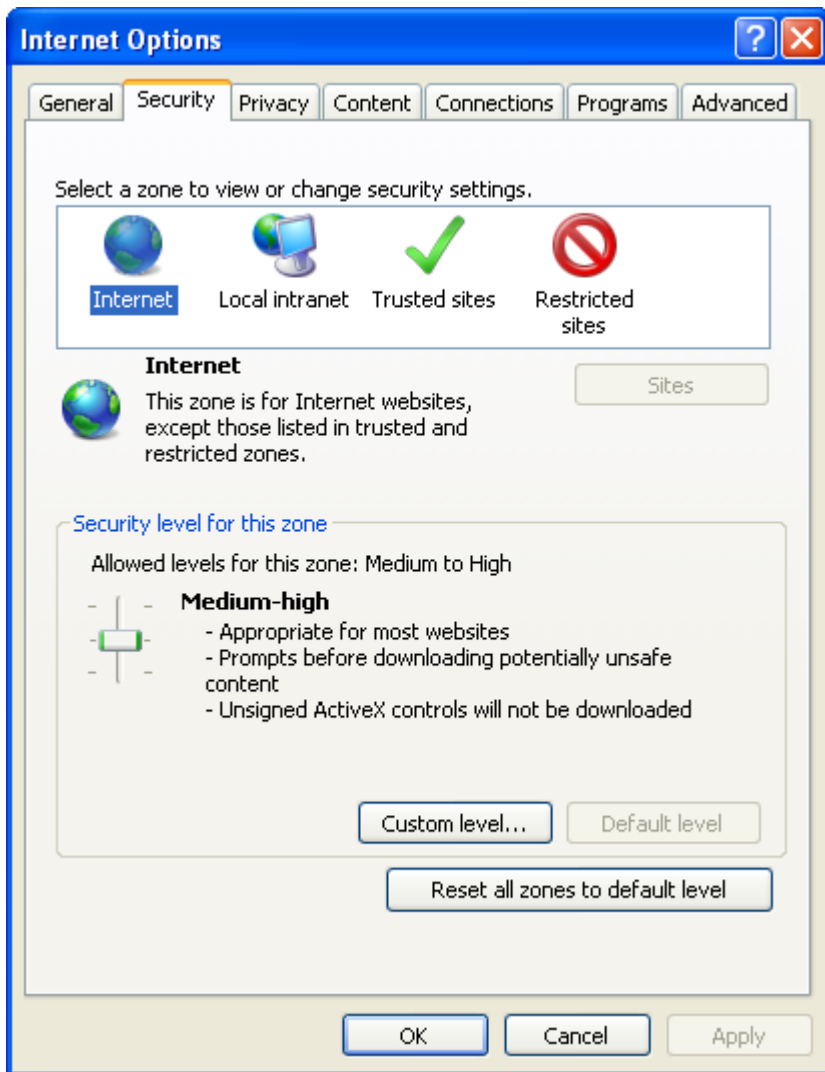 Internet Options
General Security Privacy Content Connections Programs Advanced
Select a zone to view or change security settings.
Internet Local intranet Trusted sites Restricted
sites
Internet
Sites
This zone is for Internet websites,
except those listed in trusted and
restricted zones.
Security level for this zone
Allowed levels for this zone: Medium to High
Medium-high
- Appropriate for most websites
- Prompts before downloading potentially unsafe
content
- Unsigned ActiveX controls will not be downloaded
Custom level... Default level
Reset all zones to default level
OK Cancel Apply